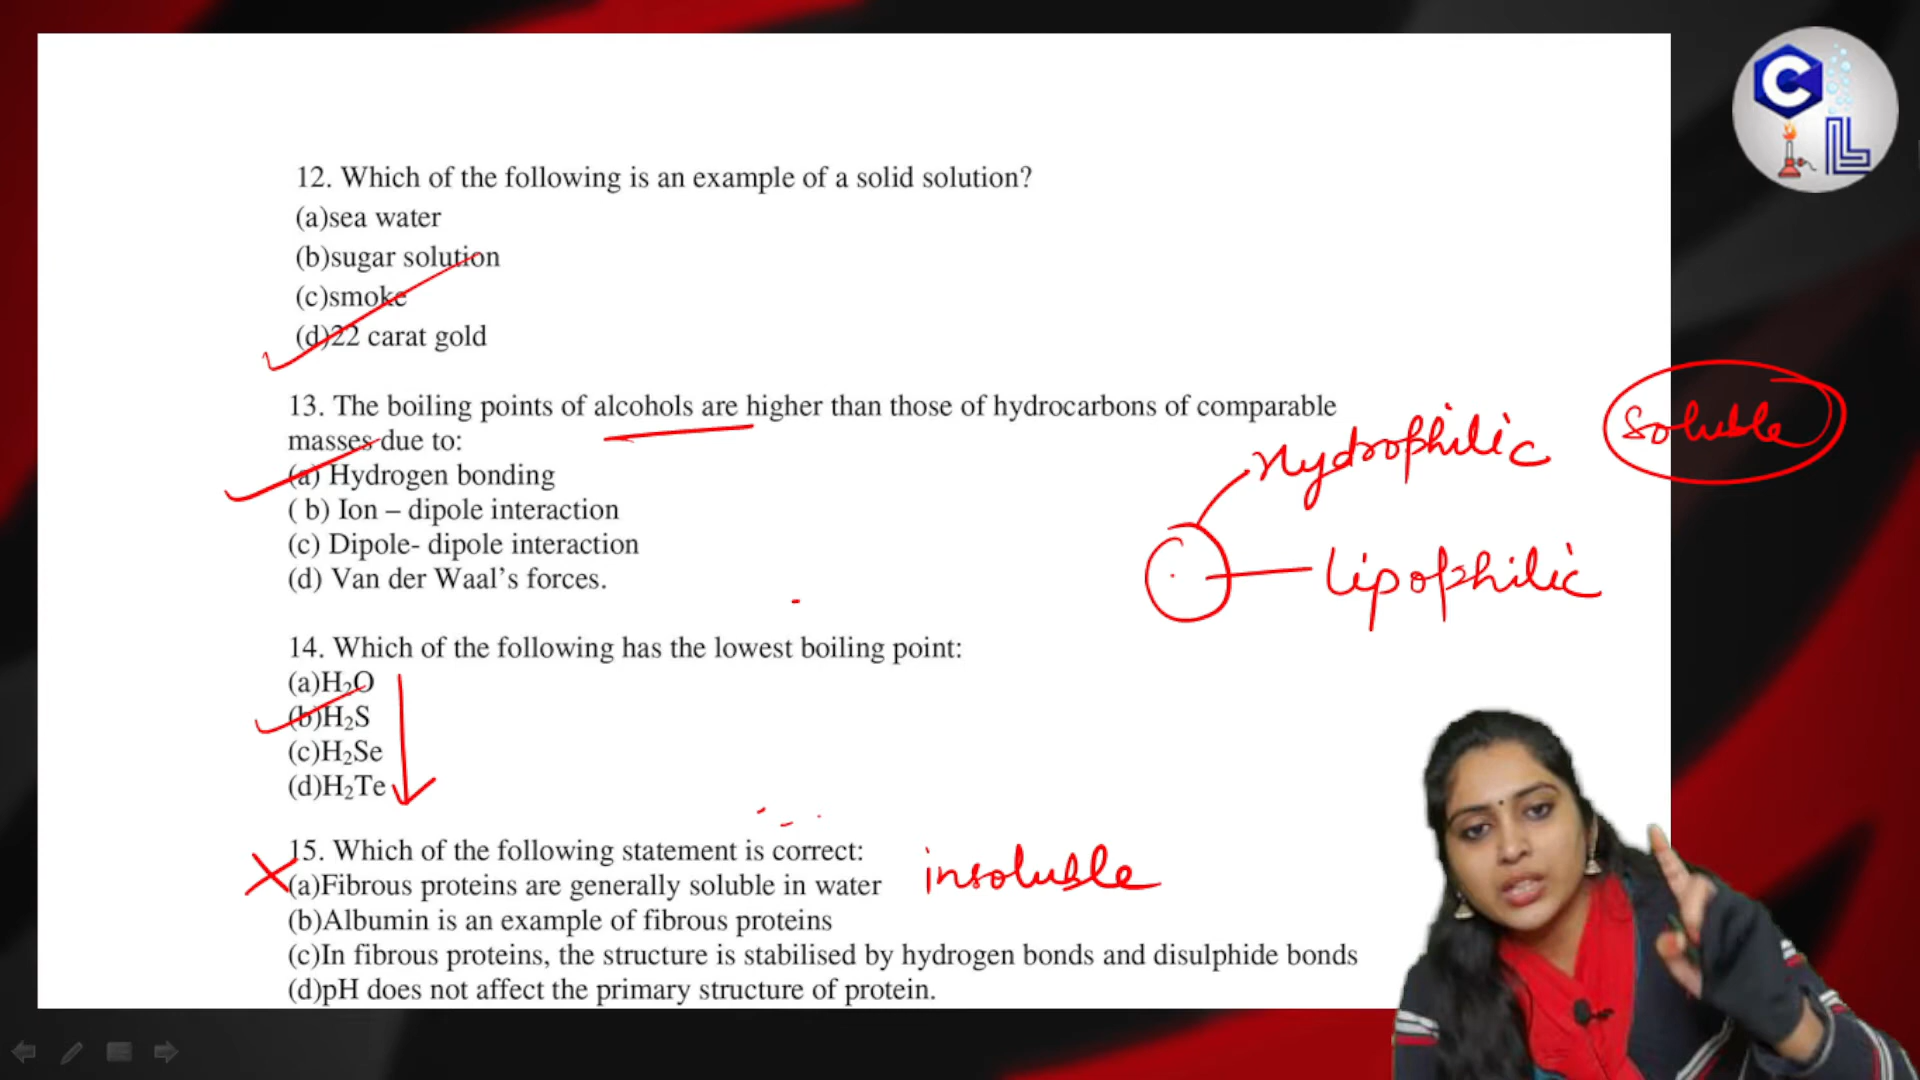 12. Which of the following is an example of a solid solution?
(a)sea water
(b)sugar solution
(c)smoke
(d)22 carat gold
13. The boiling points of alcohols are higher than those of hydrocarbons of comparable
masses due to:
(a) Hydrogen bonding
( b) Ion – dipole interaction
(c) Dipole- dipole interaction
(d) Van der Waal’s forces.
Hydrophilic
Soluble
Lipophilic
14. Which of the following has the lowest boiling point:
(a)H₂O
(b)H₂S
(c)H₂Se
(d)H₂Te
15. Which of the following statement is correct:
(a)Fibrous proteins are generally soluble in water
insoluble
(b)Albumin is an example of fibrous proteins
(c)In fibrous proteins, the structure is stabilised by hydrogen bonds and disulphide bonds
(d)pH does not affect the primary structure of protein.
C
L